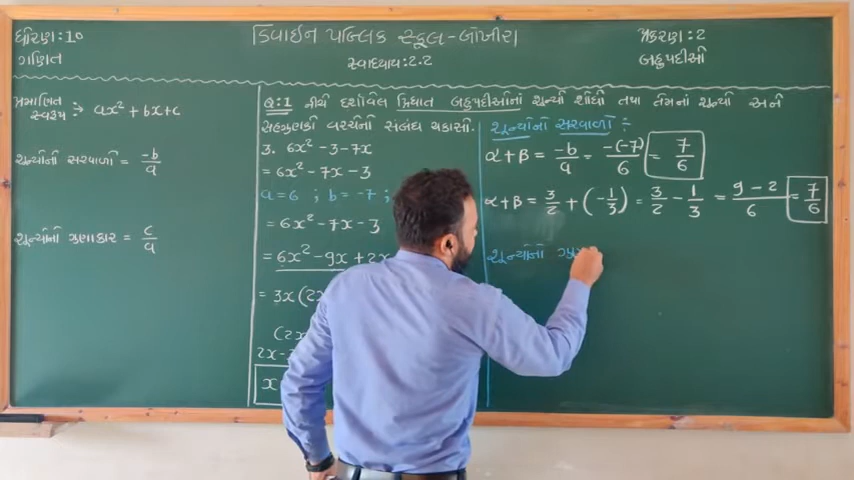 ધોરણ:10
ગણિત
ડિવાઈન પબ્લિક સ્કૂલ-બોખીરા
સ્વાધ્યાય:2.2
પ્રકરણ:2
બહુપદીઓ
પ્રમાણિત સ્વરૂપ :→ ax² + bx + c
શૂન્યોનો સરવાળો = -b/a
શૂન્યોનો ગુણાકાર = c/a
Q:1 નીચે દર્શાવેલ દ્વિઘાત બહુપદીઓનાં શૂન્યો શોધો તથા તેમનાં શૂન્યો અને
સહગુણકો વચ્ચેનો સંબંધ ચકાસો.
3. 6x² - 3 - 7x
= 6x² - 7x - 3
a = 6 ; b = -7 ;
= 6x² - 7x - 3
= 6x² - 9x + 2x
= 3x(2x
(2x
2x -
x
શૂન્યોનો સરવાળો :
α + β = -b/a = -(-7)/6 = 7/6
α + β = 3/2 + (-1/3) = 3/2 - 1/3 = 9 - 2/6 = 7/6
શૂન્યોનો